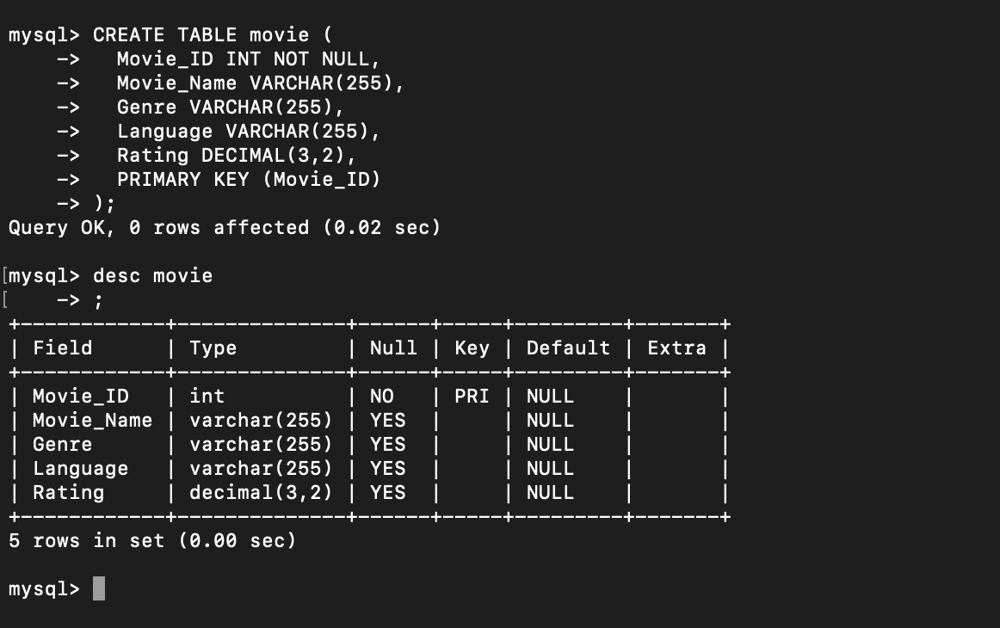 mysql> CREATE TABLE movie (
    ->   Movie_ID INT NOT NULL,
    ->   Movie_Name VARCHAR(255),
    ->   Genre VARCHAR(255),
    ->   Language VARCHAR(255),
    ->   Rating DECIMAL(3,2),
    ->   PRIMARY KEY (Movie_ID)
    -> );
Query OK, 0 rows affected (0.02 sec)
[mysql> desc movie
[    -> ;
+------------+--------------+------+-----+---------+-------+
| Field      | Type         | Null | Key | Default | Extra |
+------------+--------------+------+-----+---------+-------+
| Movie_ID   | int          | NO   | PRI | NULL    |       |
| Movie_Name | varchar(255) | YES  |     | NULL    |       |
| Genre      | varchar(255) | YES  |     | NULL    |       |
| Language   | varchar(255) | YES  |     | NULL    |       |
| Rating     | decimal(3,2) | YES  |     | NULL    |       |
+------------+--------------+------+-----+---------+-------+
5 rows in set (0.00 sec)
mysql>